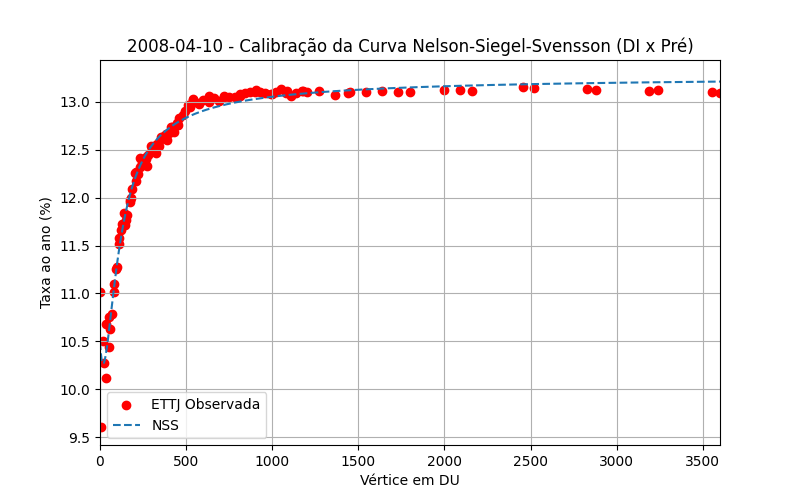 2008-04-10 - Calibração da Curva Nelson-Siegel-Svensson (DI x Pré)
Taxa ao ano (%)
13.0
12.5
12.0
11.5
11.0
10.5
10.0
9.5
ETTJ Observada
NSS
0 500 1000 1500 2000 2500 3000 3500
Vértice em DU